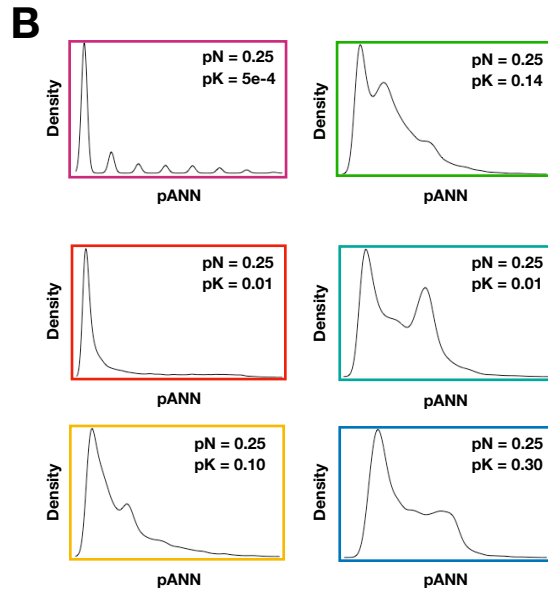 B
pN = 0.25
pK = 5e-4
Density
pANN
pN = 0.25
pK = 0.14
Density
pANN
pN = 0.25
pK = 0.01
Density
pANN
pN = 0.25
pK = 0.01
Density
pANN
pN = 0.25
pK = 0.10
Density
pANN
pN = 0.25
pK = 0.30
Density
pANN